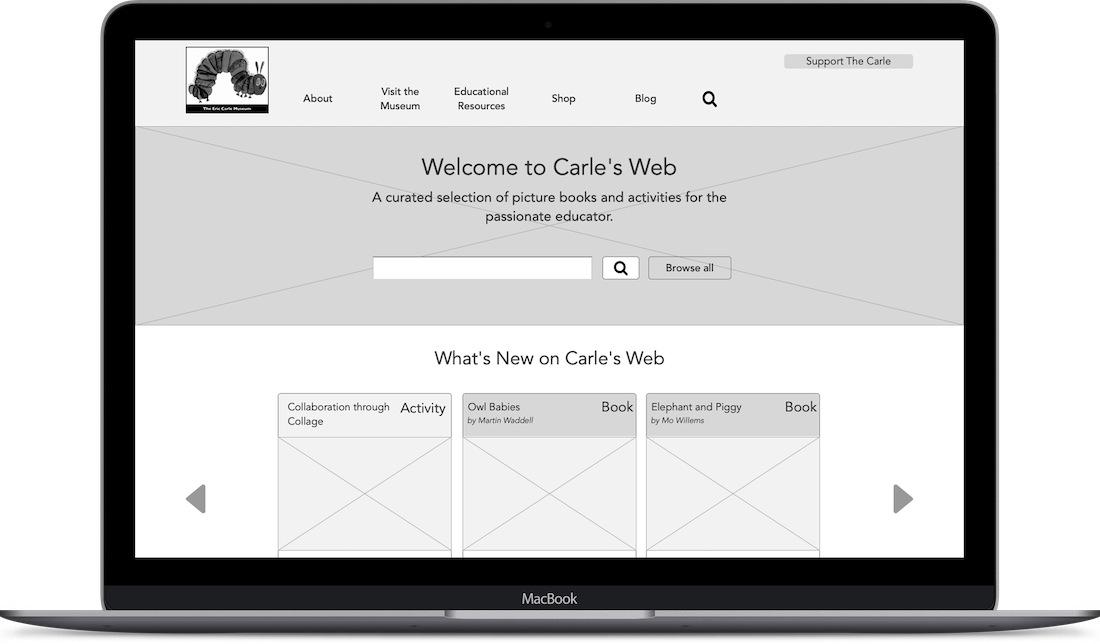 Support The Carle
The Eric Carle Museum
About
Visit the
Museum
Educational
Resources
Shop
Blog
Welcome to Carle's Web
A curated selection of picture books and activities for the
passionate educator.
Browse all
What's New on Carle's Web
Collaboration through
Collage
Activity
Owl Babies
by Martin Waddell
Book
Elephant and Piggy
by Mo Willems
Book
MacBook